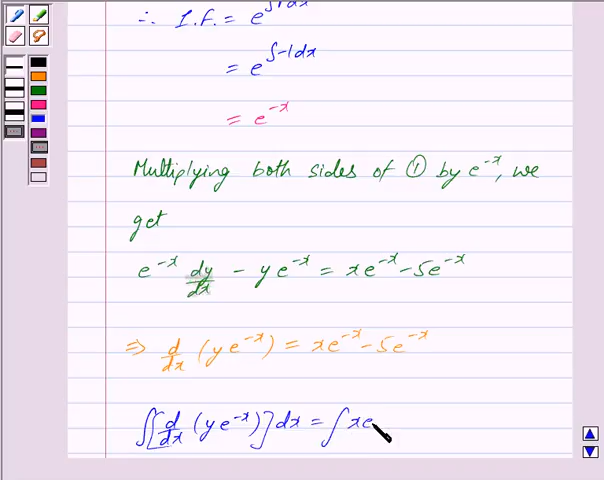 ∴ I.F. = e^∫1dx
= e^∫-1dx
= e^-x
Multiplying both sides of ① by e^-x, we
get
e^-x dy/dx - ye^-x = xe^-x - 5e^-x
⇒ d/dx (ye^-x) = xe^-x - 5e^-x
∫[d/dx (ye^-x)]dx = ∫xe